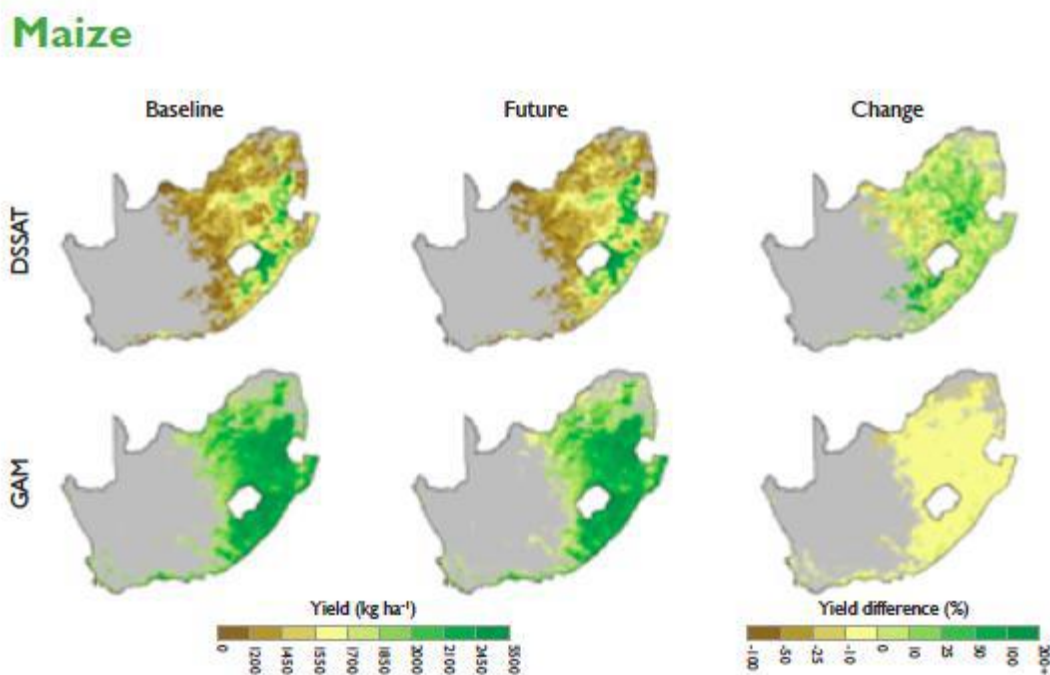 Maize
Baseline
Future
Change
DSSAT
GAM
Yield (kg ha⁻¹)
0 1200 1450 1550 1700 1850 2000 2100 2450 5500
Yield difference (%)
-100 -50 -25 -10 0 10 25 50 100 200+